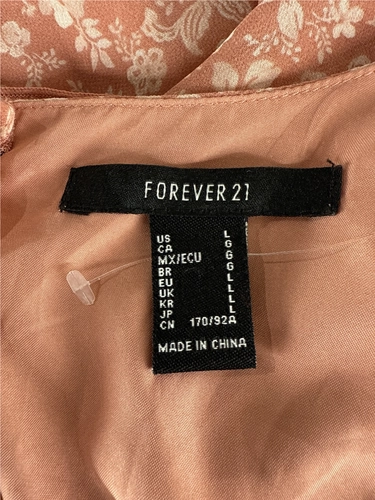 FOREVER 21
US L
CA G
MX/ECU G
BR G
EU L
UK L
KR L
JP L
CN 170/92A
MADE IN CHINA